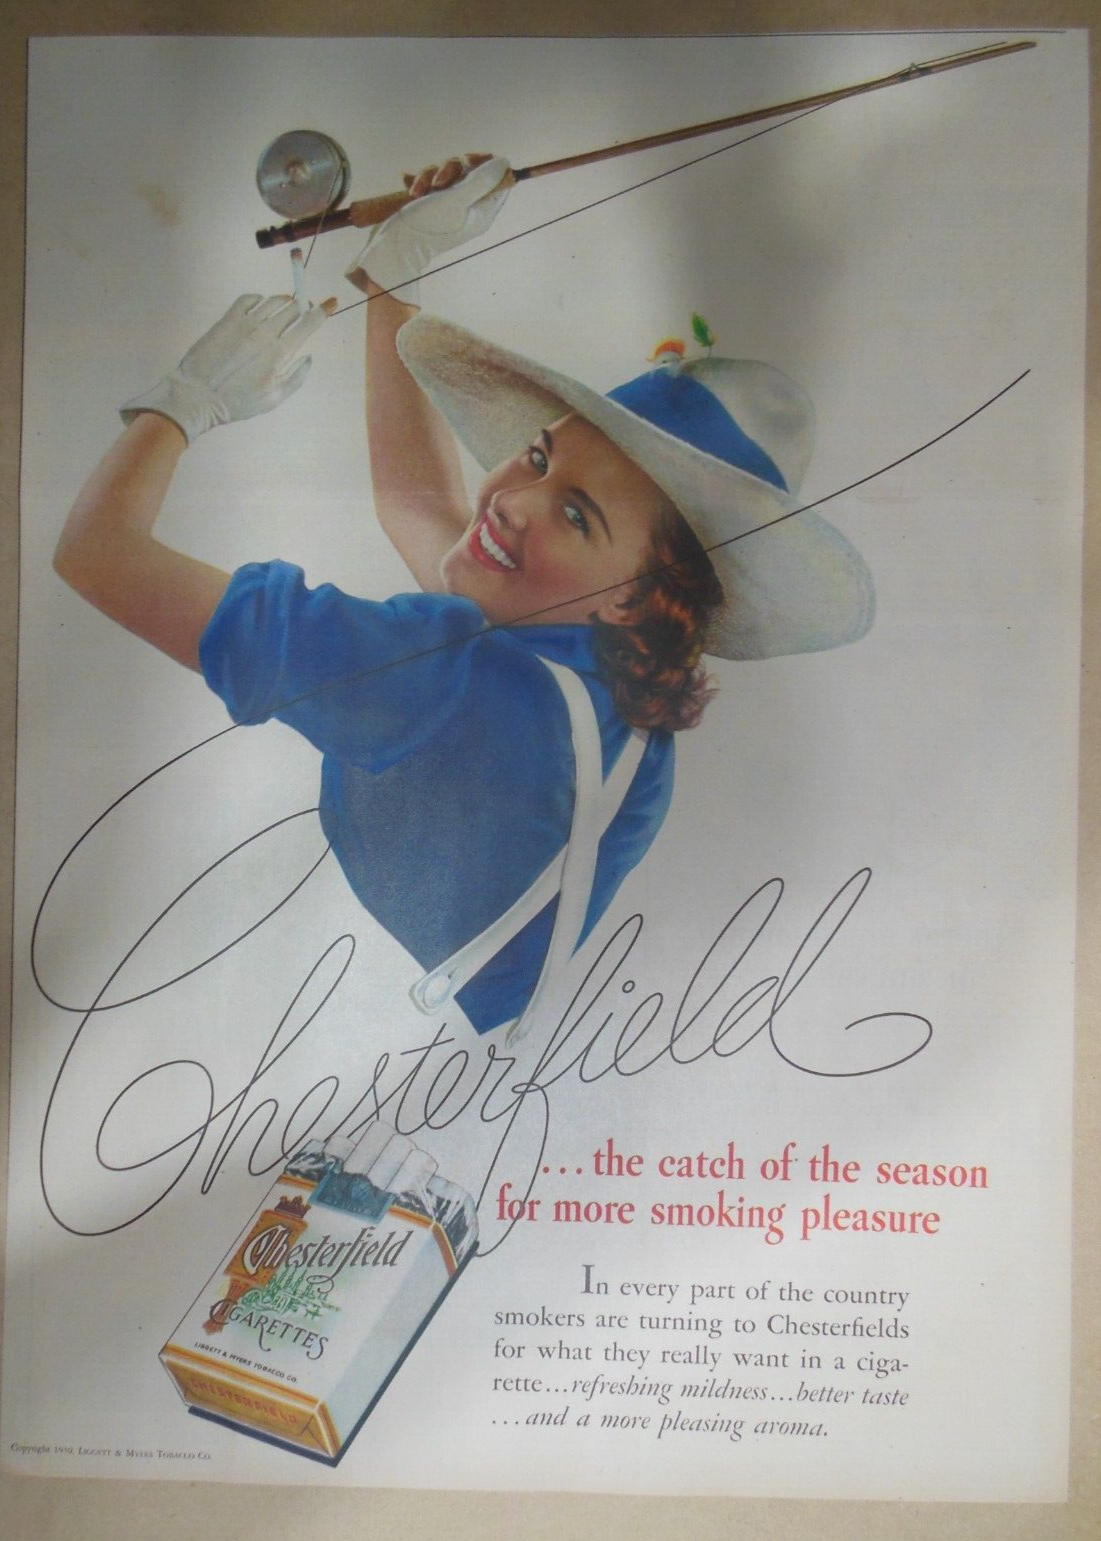 Chesterfield
...the catch of the season
for more smoking pleasure
In every part of the country
smokers are turning to Chesterfields
for what they really want in a ciga-
rette...refreshing mildness...better taste
...and a more pleasing aroma.
Chesterfield
CIGARETTES
LIGGETT & MYERS TOBACCO CO.
CHESTERFIELD
Copyright LIGGETT & MYERS TOBACCO CO.